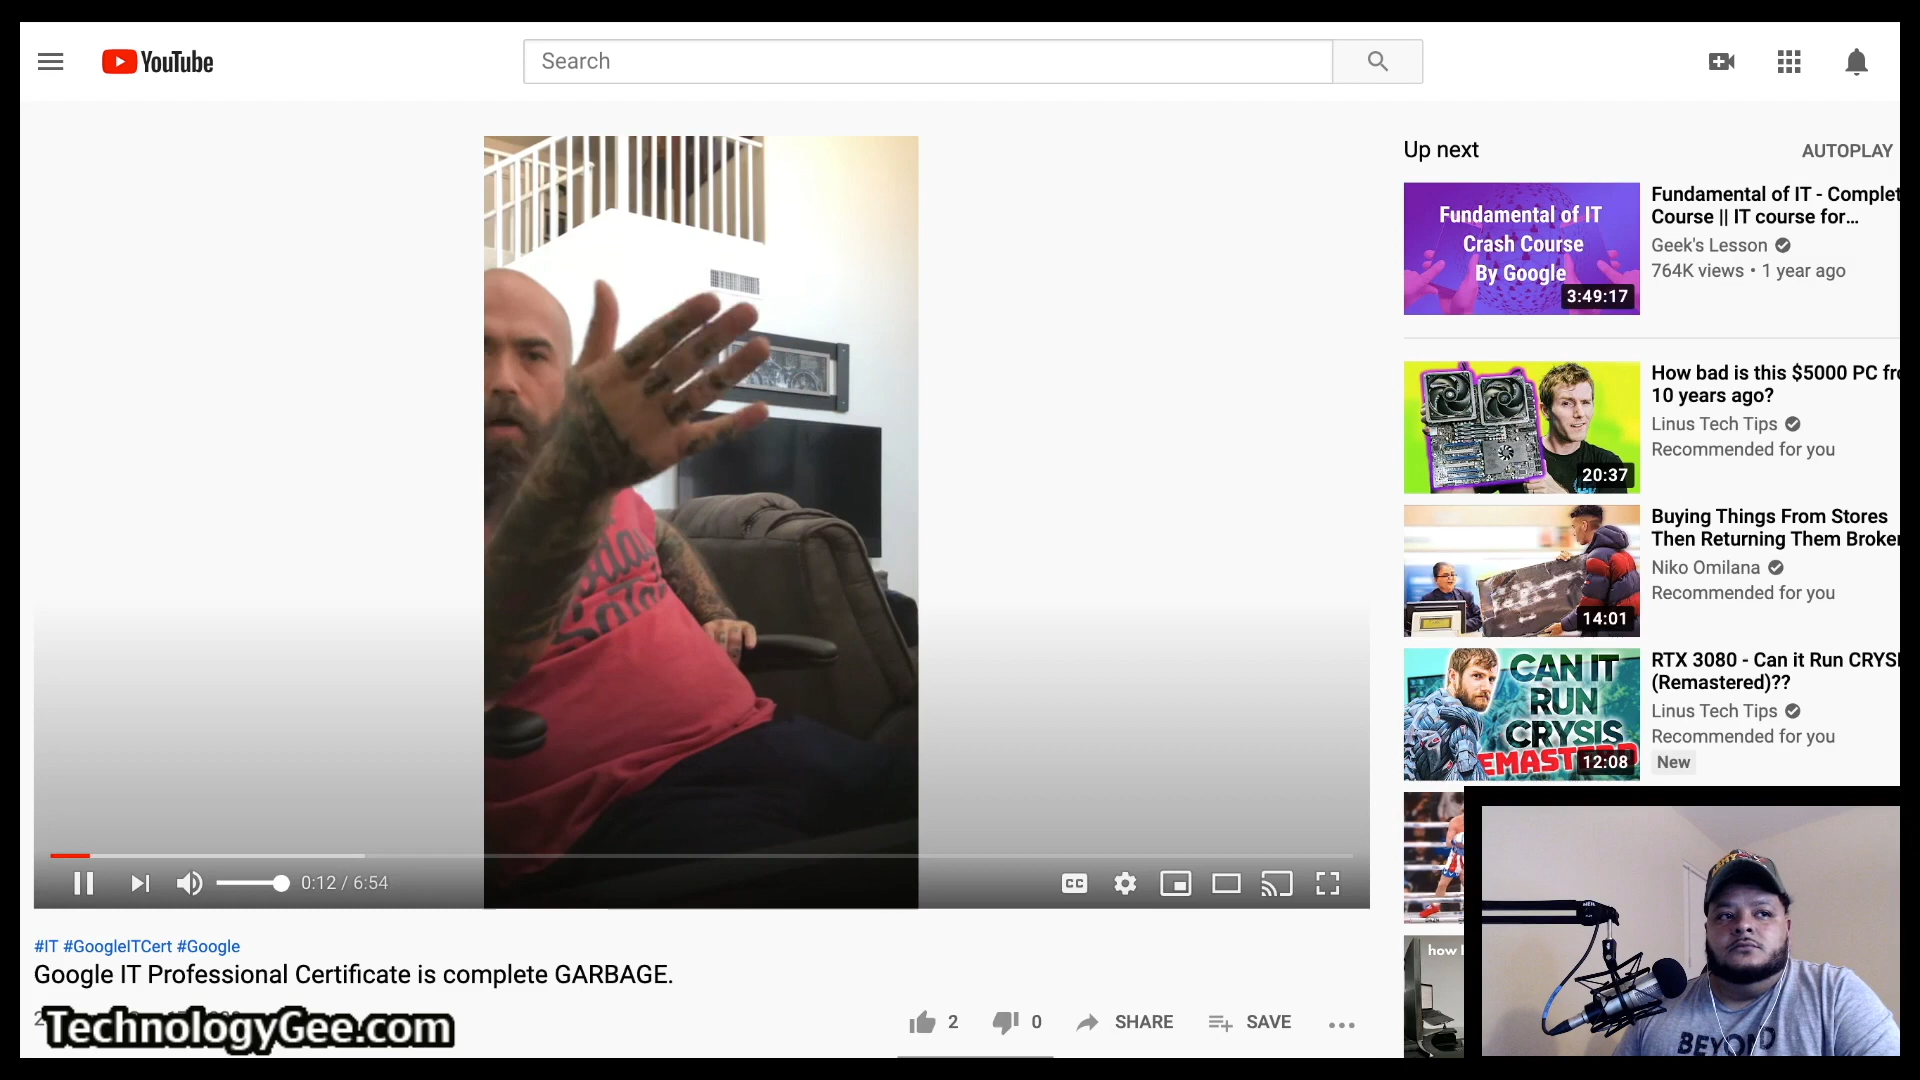 YouTube
Search
Up next
AUTOPLAY
Fundamental of IT
Crash Course
By Google
3:49:17
Fundamental of IT - Complet
Course || IT course for...
Geek's Lesson
764K views • 1 year ago
20:37
How bad is this $5000 PC fro
10 years ago?
Linus Tech Tips
Recommended for you
14:01
Buying Things From Stores
Then Returning Them Broke
Niko Omilana
Recommended for you
CAN IT
RUN
CRYSIS
12:08
RTX 3080 - Can it Run CRYSI
(Remastered)??
Linus Tech Tips
Recommended for you
New
how
0:12 / 6:54
CC
#IT #GoogleITCert #Google
Google IT Professional Certificate is complete GARBAGE.
TechnologyGee.com
2
0
SHARE
SAVE
BEYOND